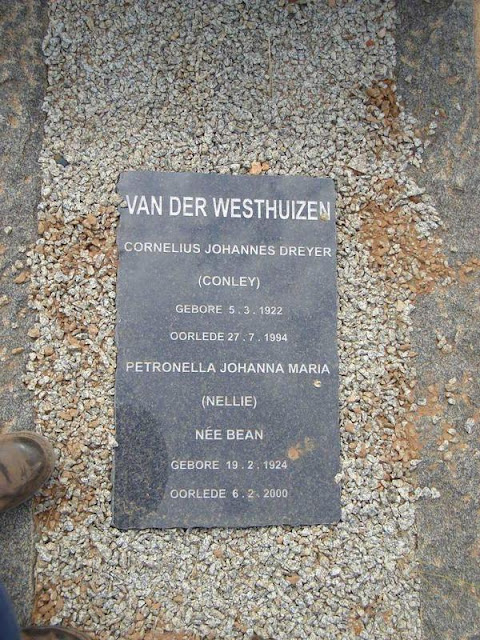 VAN DER WESTHUIZEN
CORNELIUS JOHANNES DREYER
(CONLEY)
GEBORE 5.3.1922
OORLEDE 27.7.1994
PETRONELLA JOHANNA MARIA
(NELLIE)
NÉE BEAN
GEBORE 19.2.1924
OORLEDE 6.2.2000